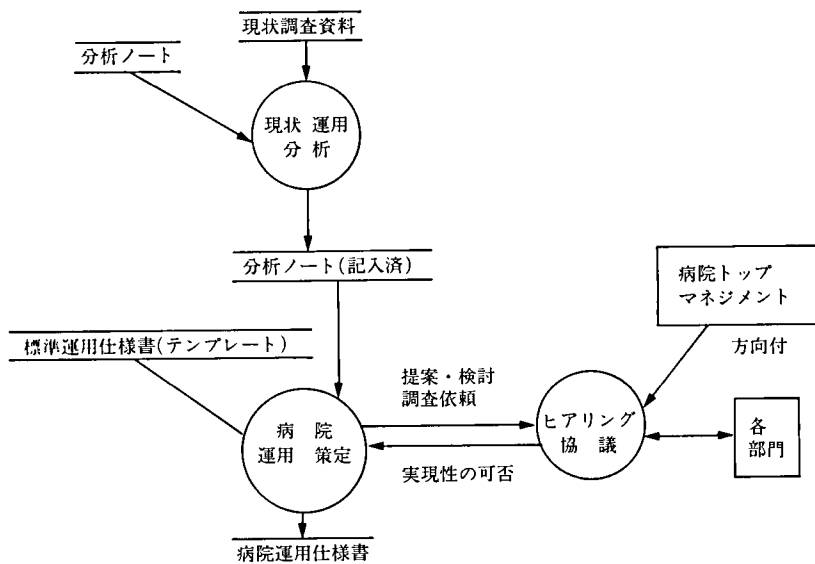 現状調査資料
分析ノート
現状 運用
分 析
分析ノート(記入済)
病院トップ
マネジメント
標準運用仕様書(テンプレート)
方向付
提案・検討
調査依頼
ヒアリング
協 議
各
部門
病 院
運用 策定
実現性の可否
病院運用仕様書